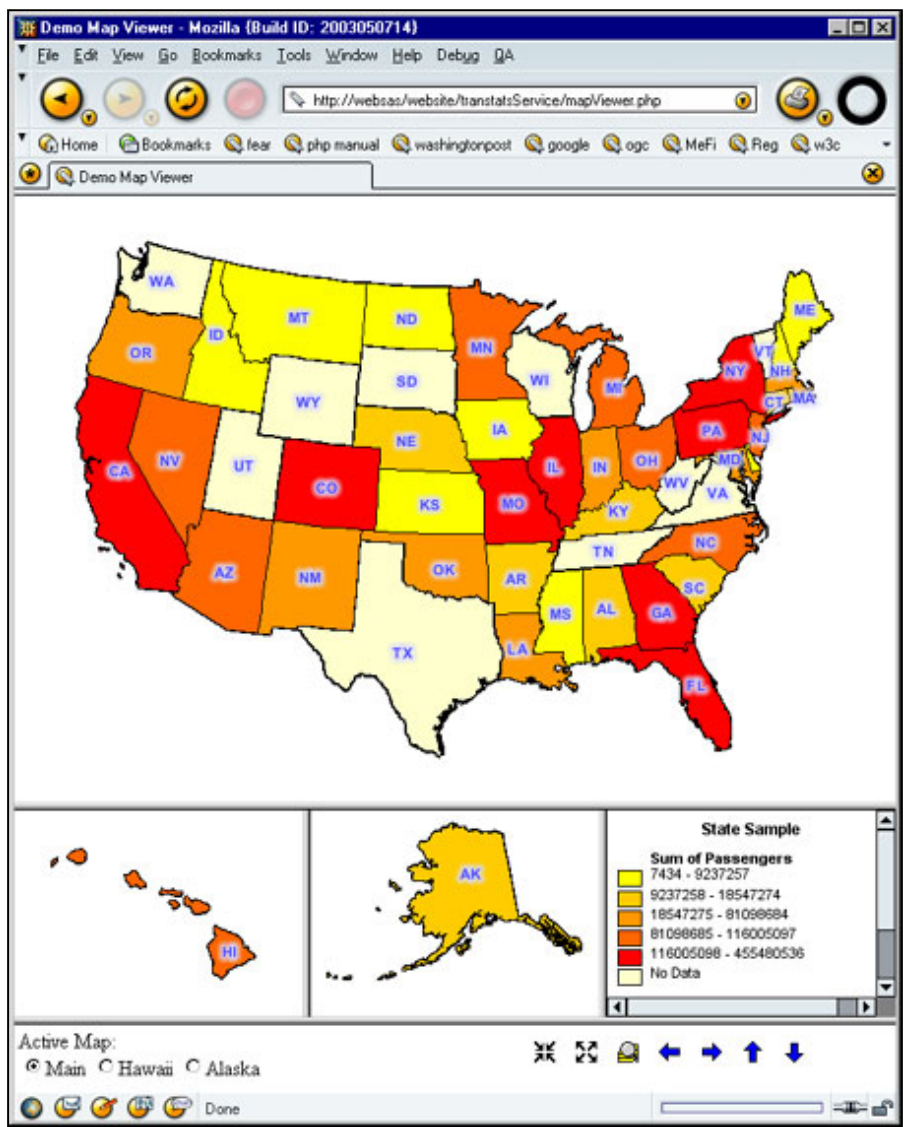 Demo Map Viewer - Mozilla {Build ID: 2003050714}
File Edit View Go Bookmarks Tools Window Help Debug QA
http://websas/website/transtatsService/mapViewer.php
Home Bookmarks fear php manual washingtonpost google ogc MeFi Reg w3c
Demo Map Viewer
WA
MT
ND
ME
ID
MN
VT
OR
NY
NH
SD
WI
MI
WY
CT MA
IA
PA
NE
NJ
NV
UT
IL
IN
OH
MD
CA
CO
WV
VA
KS
MO
KY
NC
TN
AZ
NM
OK
AR
SC
MS
AL
GA
TX
LA
FL
HI
AK
State Sample
Sum of Passengers
7434 - 9237257
9237258 - 18547274
18547275 - 81098684
81098685 - 116005097
116005098 - 455480536
No Data
Active Map:
Main Hawaii Alaska
Done